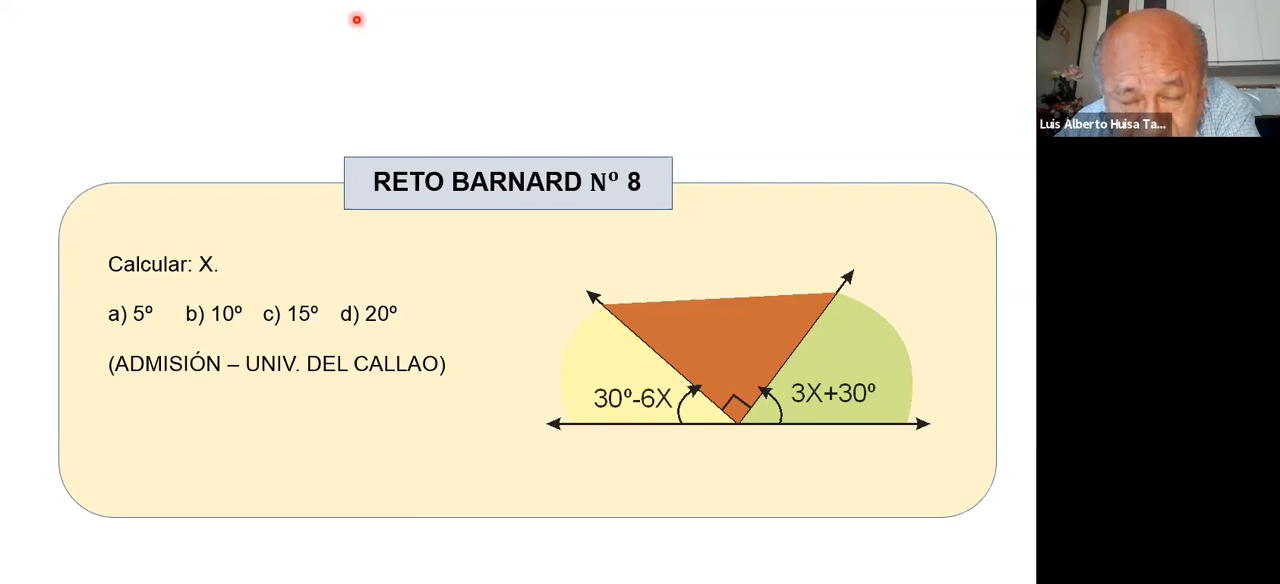 Luis Alberto Huisa Ta...
RETO BARNARD Nº 8
Calcular: X.
a) 5º b) 10º c) 15º d) 20º
(ADMISIÓN – UNIV. DEL CALLAO)
30º-6X
3X+30º